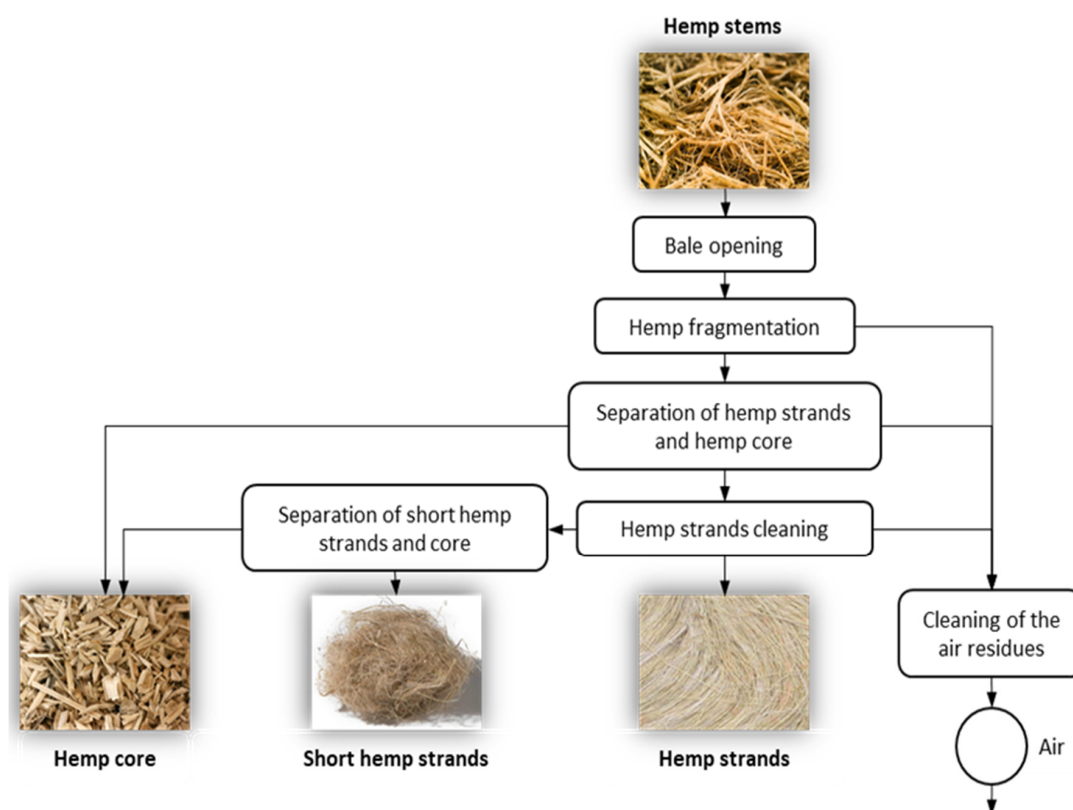 Hemp stems
Bale opening
Hemp fragmentation
Separation of hemp strands
and hemp core
Separation of short hemp
strands and core
Hemp strands cleaning
Cleaning of the
air residues
Air
Hemp core
Short hemp strands
Hemp strands